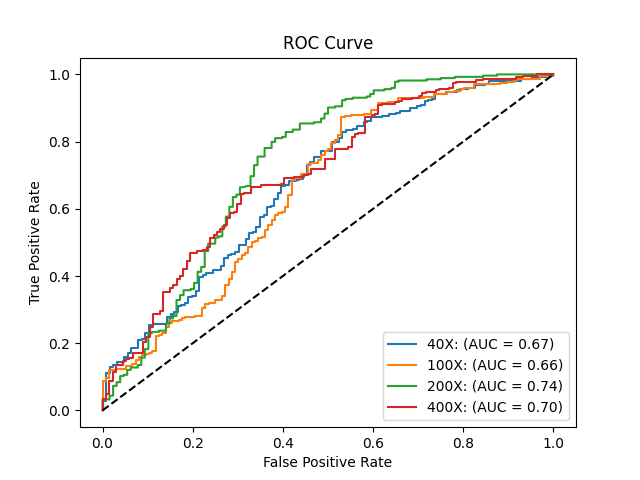 ROC Curve
True Positive Rate
1.0
0.8
0.6
0.4
0.2
0.0
0.0 0.2 0.4 0.6 0.8 1.0
False Positive Rate
40X: (AUC = 0.67)
100X: (AUC = 0.66)
200X: (AUC = 0.74)
400X: (AUC = 0.70)